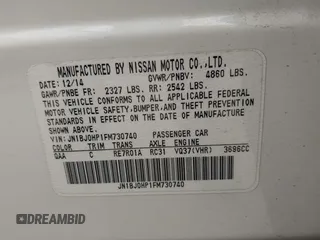 MANUFACTURED BY NISSAN MOTOR CO.,LTD.
DATE: 12/14 GVWR/PNBV: 4860 LBS.
GAWR/PNBE FR: 2327 LBS. RR: 2542 LBS.
THIS VEHICLE CONFORMS TO ALL APPLICABLE FEDERAL
MOTOR VEHICLE SAFETY,BUMPER,AND THEFT PREVENTION
STANDARDS IN EFFECT ON THE DATE OF MANUFACTURE
SHOWN ABOVE.
VIN: JN1BJ0HP1FM730740 PASSENGER CAR
COLOR TRIM TRANS AXLE ENGINE
QAA C RE7R01A RC31 VQ37(VHR) 3696CC
JN1BJ0HP1FM730740
© Autobidmaster